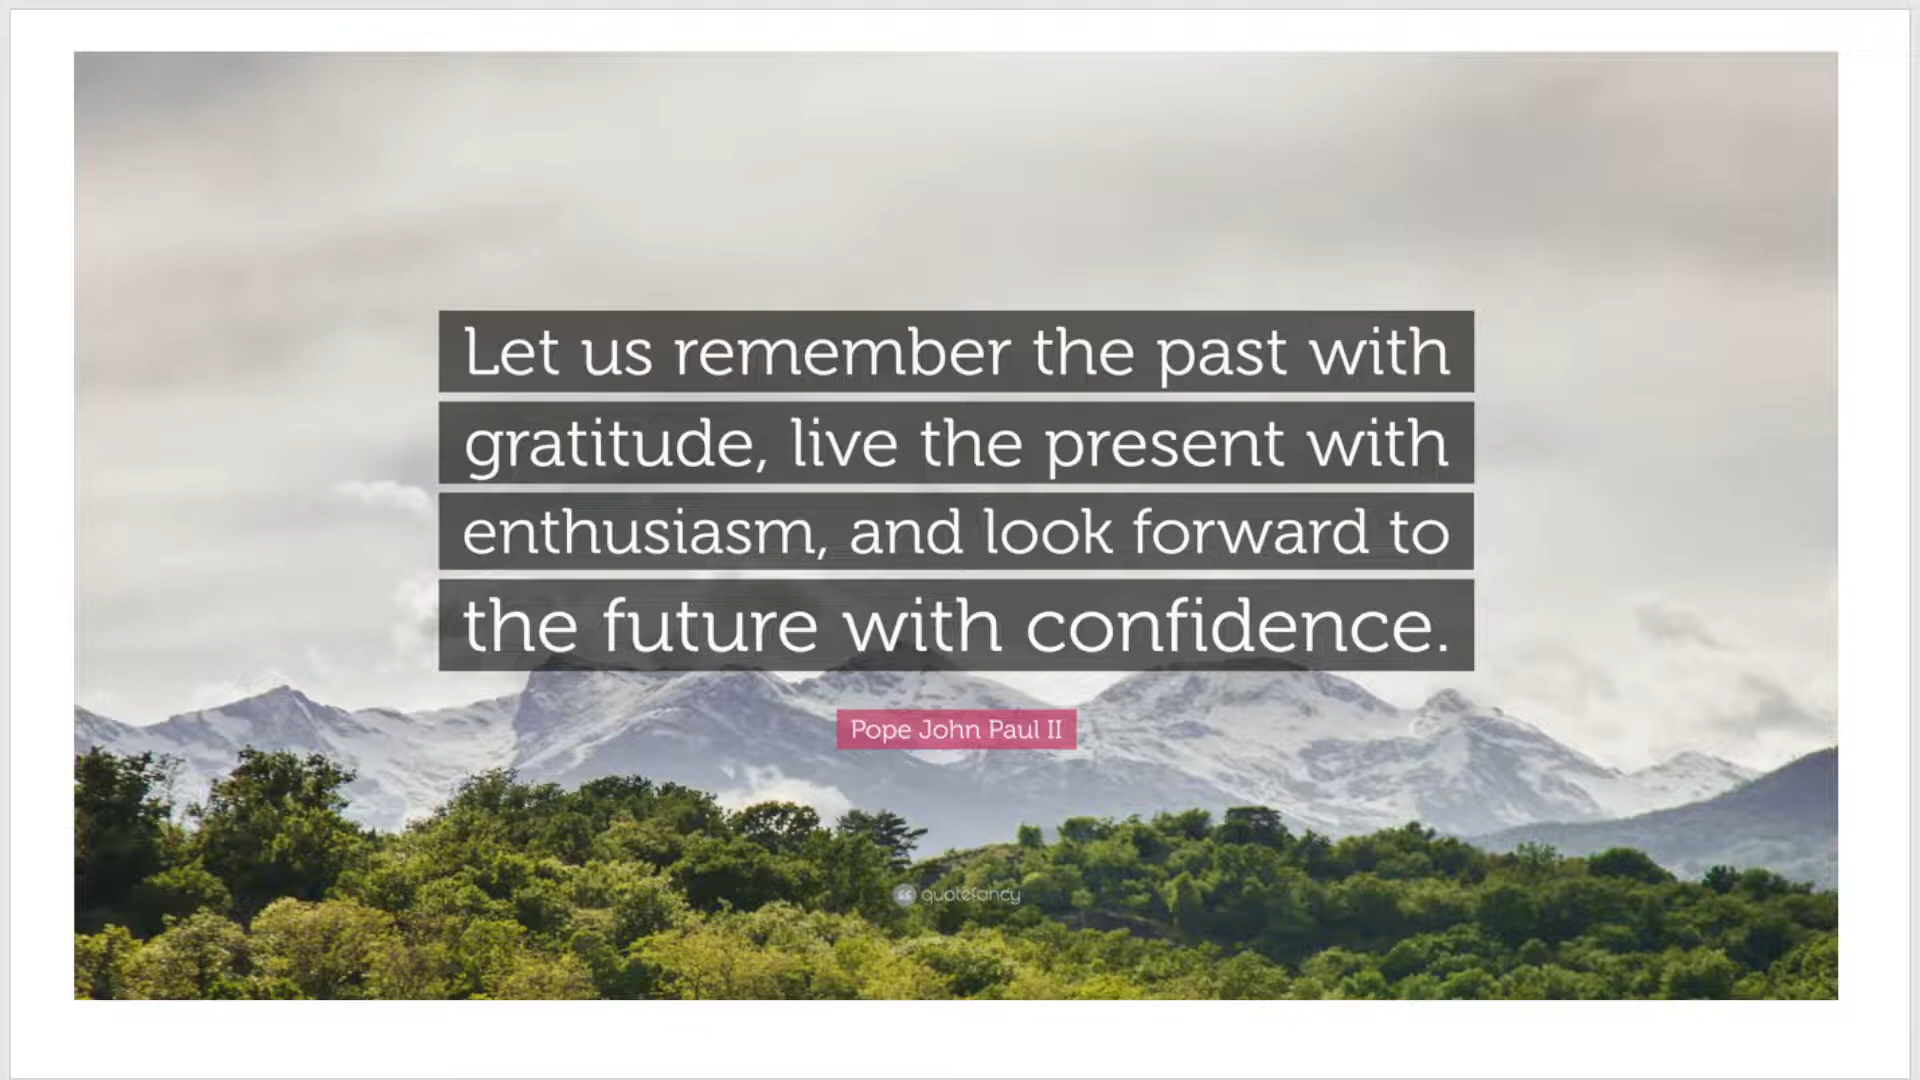 Let us remember the past with
gratitude, live the present with
enthusiasm, and look forward to
the future with confidence.
Pope John Paul II
quotefancy